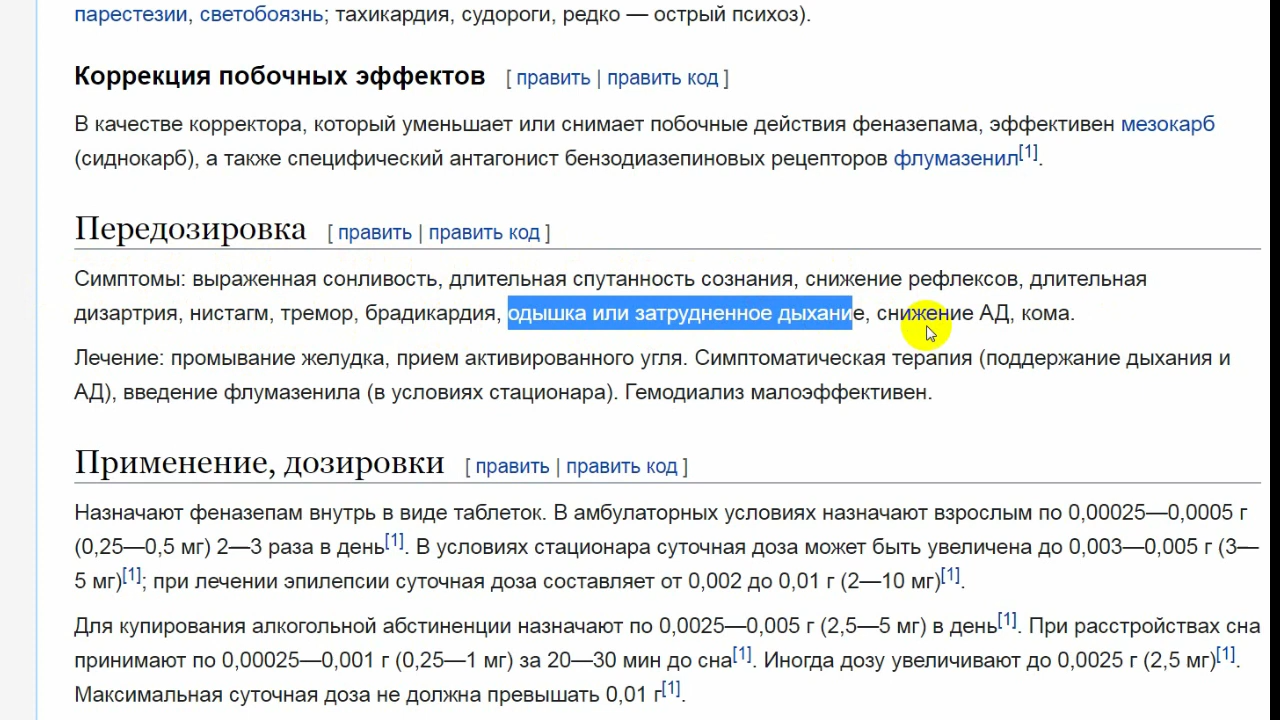 парестезии, светобоязнь; тахикардия, судороги, редко — острый психоз).
Коррекция побочных эффектов [ править | править код ]
В качестве корректора, который уменьшает или снимает побочные действия феназепама, эффективен мезокарб
(сиднокарб), а также специфический антагонист бензодиазепиновых рецепторов флумазенил[1].
Передозировка [ править | править код ]
Симптомы: выраженная сонливость, длительная спутанность сознания, снижение рефлексов, длительная
дизартрия, нистагм, тремор, брадикардия, одышка или затрудненное дыхание, снижение АД, кома.
Лечение: промывание желудка, прием активированного угля. Симптоматическая терапия (поддержание дыхания и
АД), введение флумазенила (в условиях стационара). Гемодиализ малоэффективен.
Применение, дозировки [ править | править код ]
Назначают феназепам внутрь в виде таблеток. В амбулаторных условиях назначают взрослым по 0,00025—0,0005 г
(0,25—0,5 мг) 2—3 раза в день[1]. В условиях стационара суточная доза может быть увеличена до 0,003—0,005 г (3—
5 мг)[1]; при лечении эпилепсии суточная доза составляет от 0,002 до 0,01 г (2—10 мг)[1].
Для купирования алкогольной абстиненции назначают по 0,0025—0,005 г (2,5—5 мг) в день[1]. При расстройствах сна
принимают по 0,00025—0,001 г (0,25—1 мг) за 20—30 мин до сна[1]. Иногда дозу увеличивают до 0,0025 г (2,5 мг)[1].
Максимальная суточная доза не должна превышать 0,01 г[1].